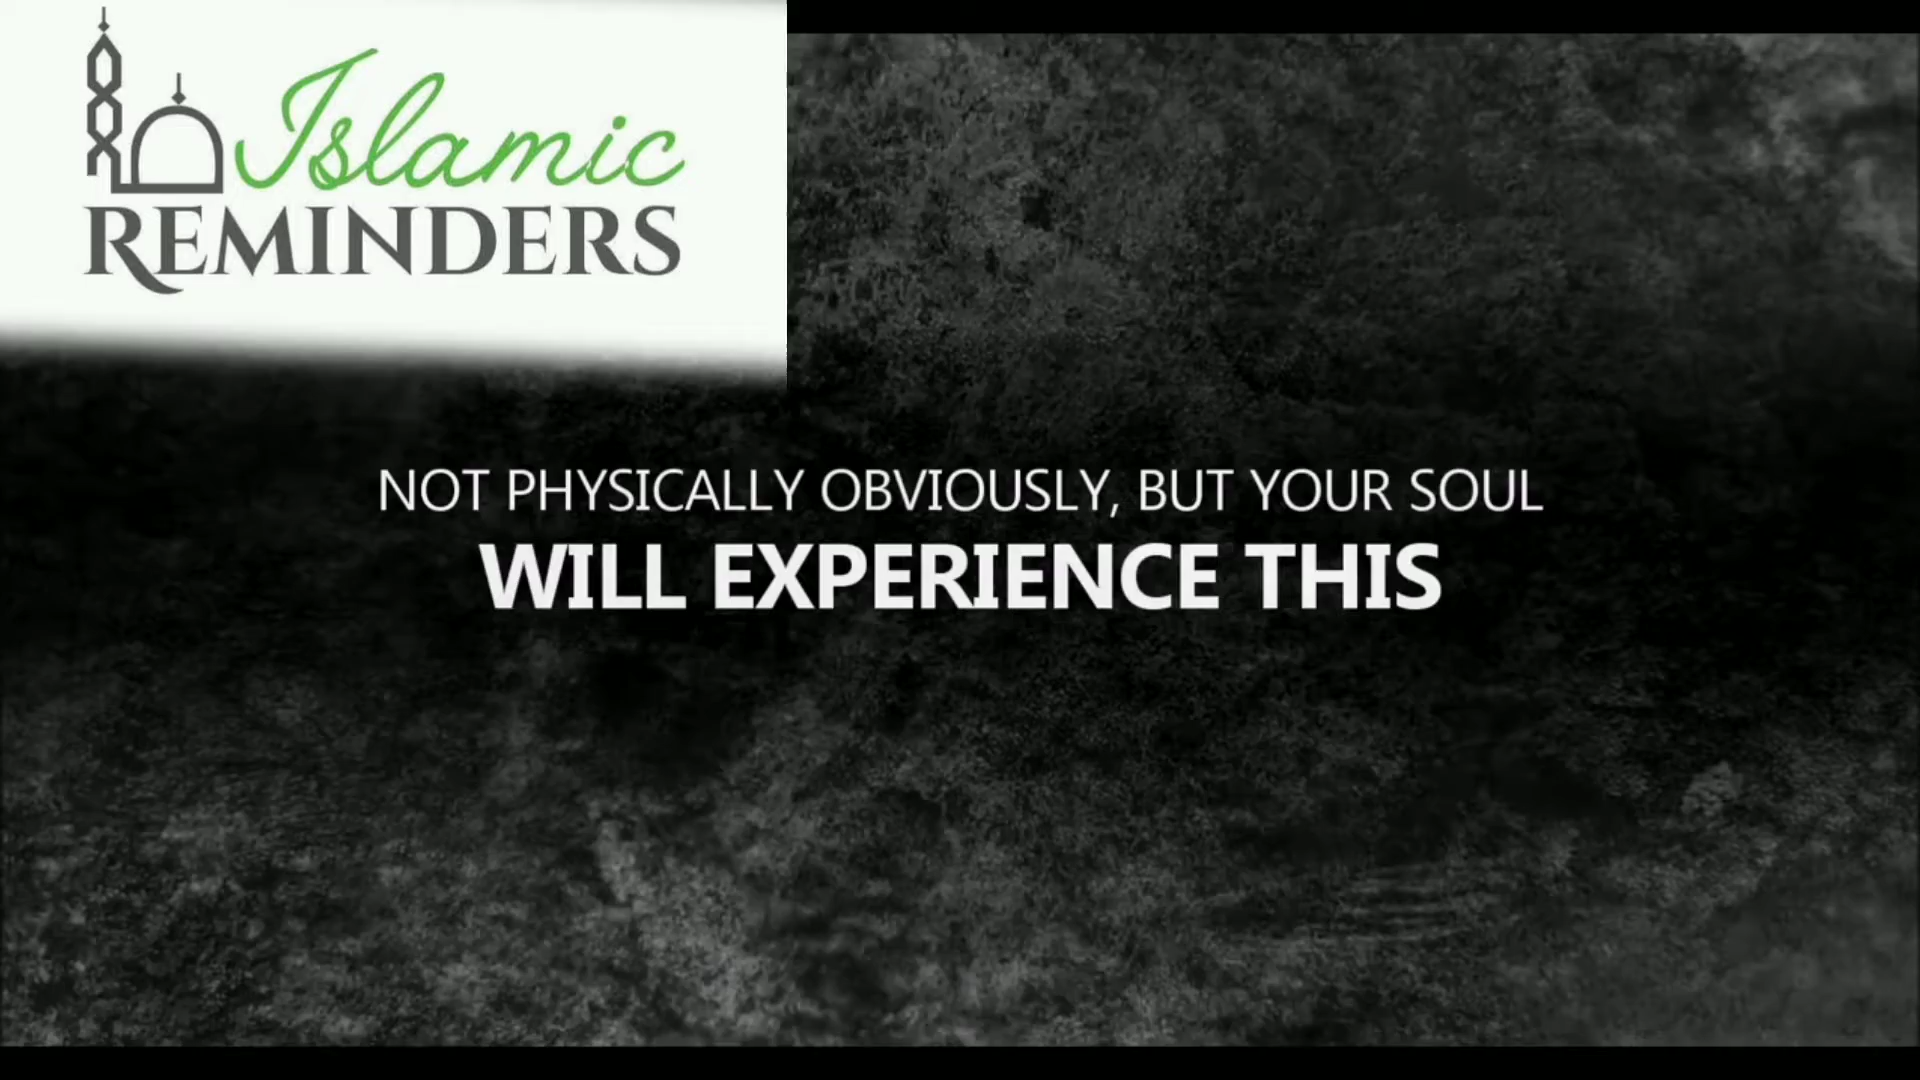 Islamic
REMINDERS
NOT PHYSICALLY OBVIOUSLY, BUT YOUR SOUL
WILL EXPERIENCE THIS